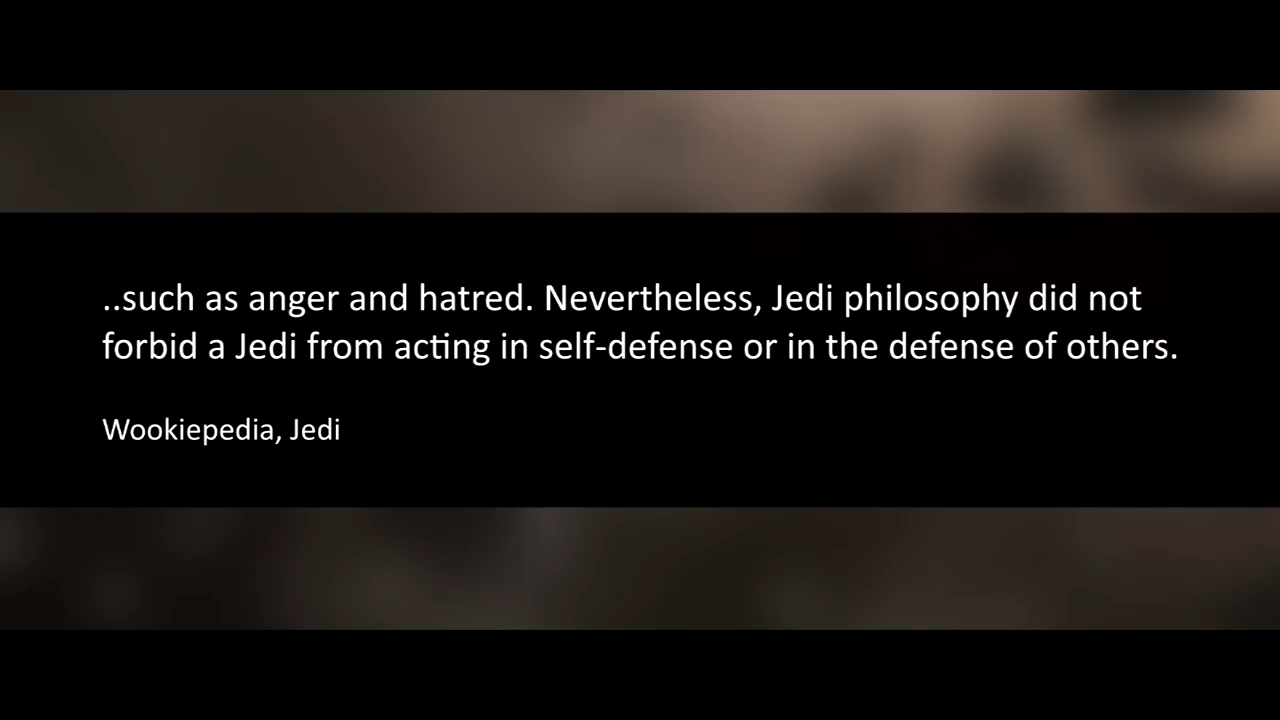 ..such as anger and hatred. Nevertheless, Jedi philosophy did not
forbid a Jedi from acting in self-defense or in the defense of others.
Wookiepedia, Jedi